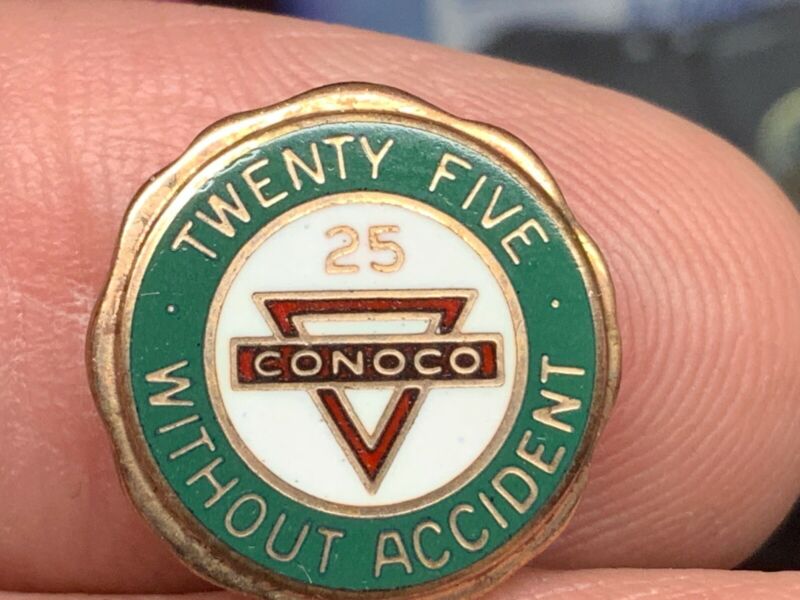 TWENTY FIVE
25
CONOCO
WITHOUT ACCIDENT